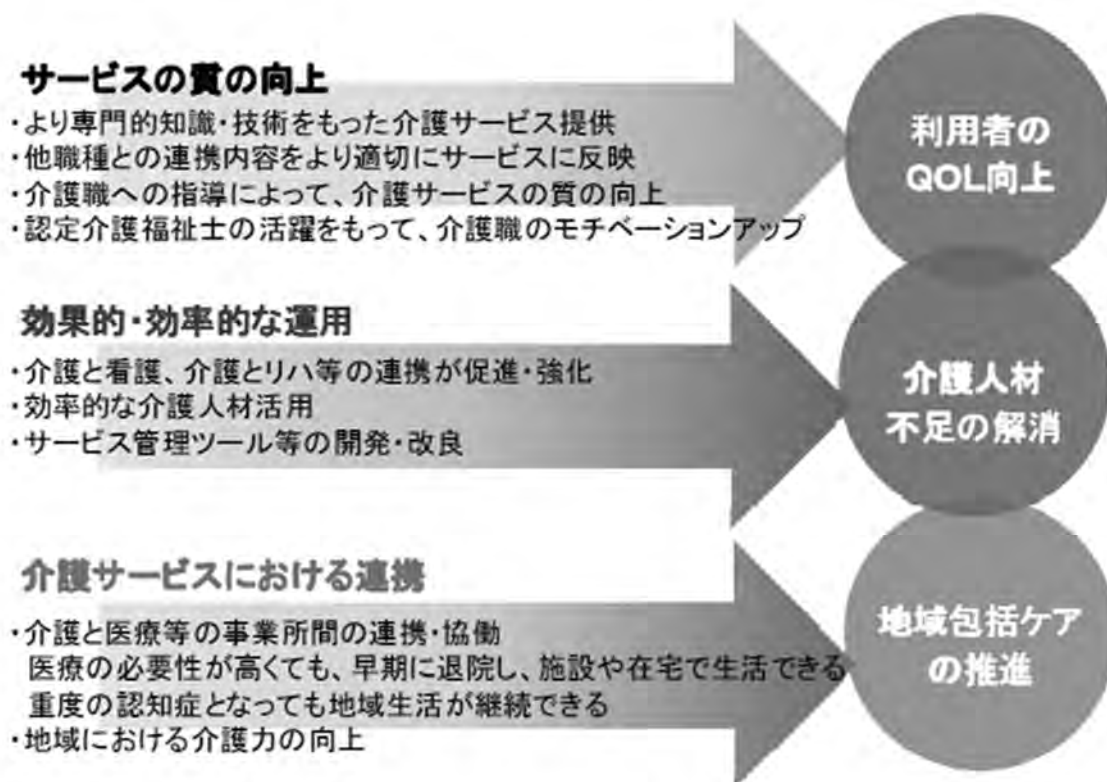 サービスの質の向上
・より専門的知識・技術をもった介護サービス提供
・他職種との連携内容をより適切にサービスに反映
・介護職への指導によって、介護サービスの質の向上
・認定介護福祉士の活躍をもって、介護職のモチベーションアップ
利用者の
QOL向上
効果的・効率的な運用
・介護と看護、介護とリハ等の連携が促進・強化
・効率的な介護人材活用
・サービス管理ツール等の開発・改良
介護人材
不足の解消
介護サービスにおける連携
・介護と医療等の事業所間の連携・協働
医療の必要性が高くても、早期に退院し、施設や在宅で生活できる
重度の認知症となっても地域生活が継続できる
・地域における介護力の向上
地域包括ケア
の推進